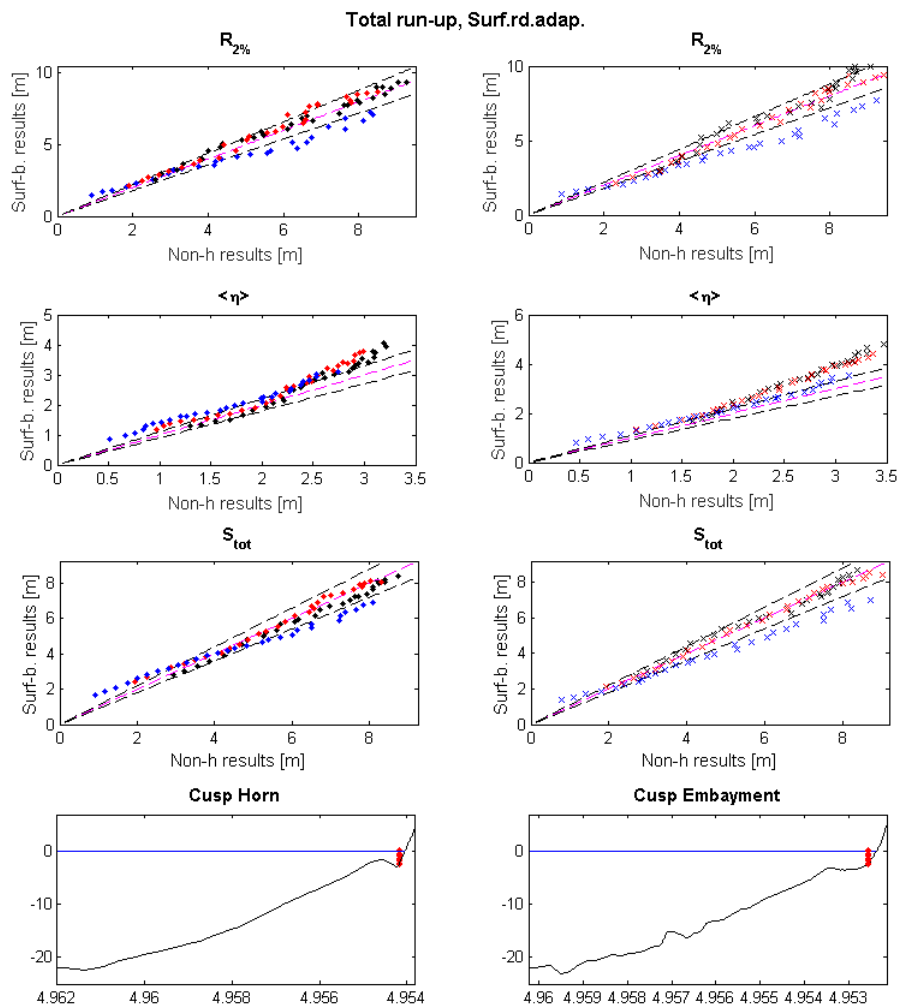 Total run-up, Surf.rd.adap.
R2%
R2%
10
5
0
Surf-b. results [m]
0 2 4 6 8
Non-h results [m]
10
5
0
Surf-b. results [m]
0 2 4 6 8
Non-h results [m]
<η>
<η>
5
4
3
2
1
0
Surf-b. results [m]
0 0.5 1 1.5 2 2.5 3 3.5
Non-h results [m]
6
4
2
0
Surf-b. results [m]
0 0.5 1 1.5 2 2.5 3 3.5
Non-h results [m]
Stot
Stot
8
6
4
2
0
Surf-b. results [m]
0 2 4 6 8
Non-h results [m]
8
6
4
2
0
Surf-b. results [m]
0 2 4 6 8
Non-h results [m]
Cusp Horn
Cusp Embayment
0
-10
-20
4.962 4.96 4.958 4.956 4.954
0
-10
-20
4.96 4.959 4.958 4.957 4.956 4.955 4.954 4.953